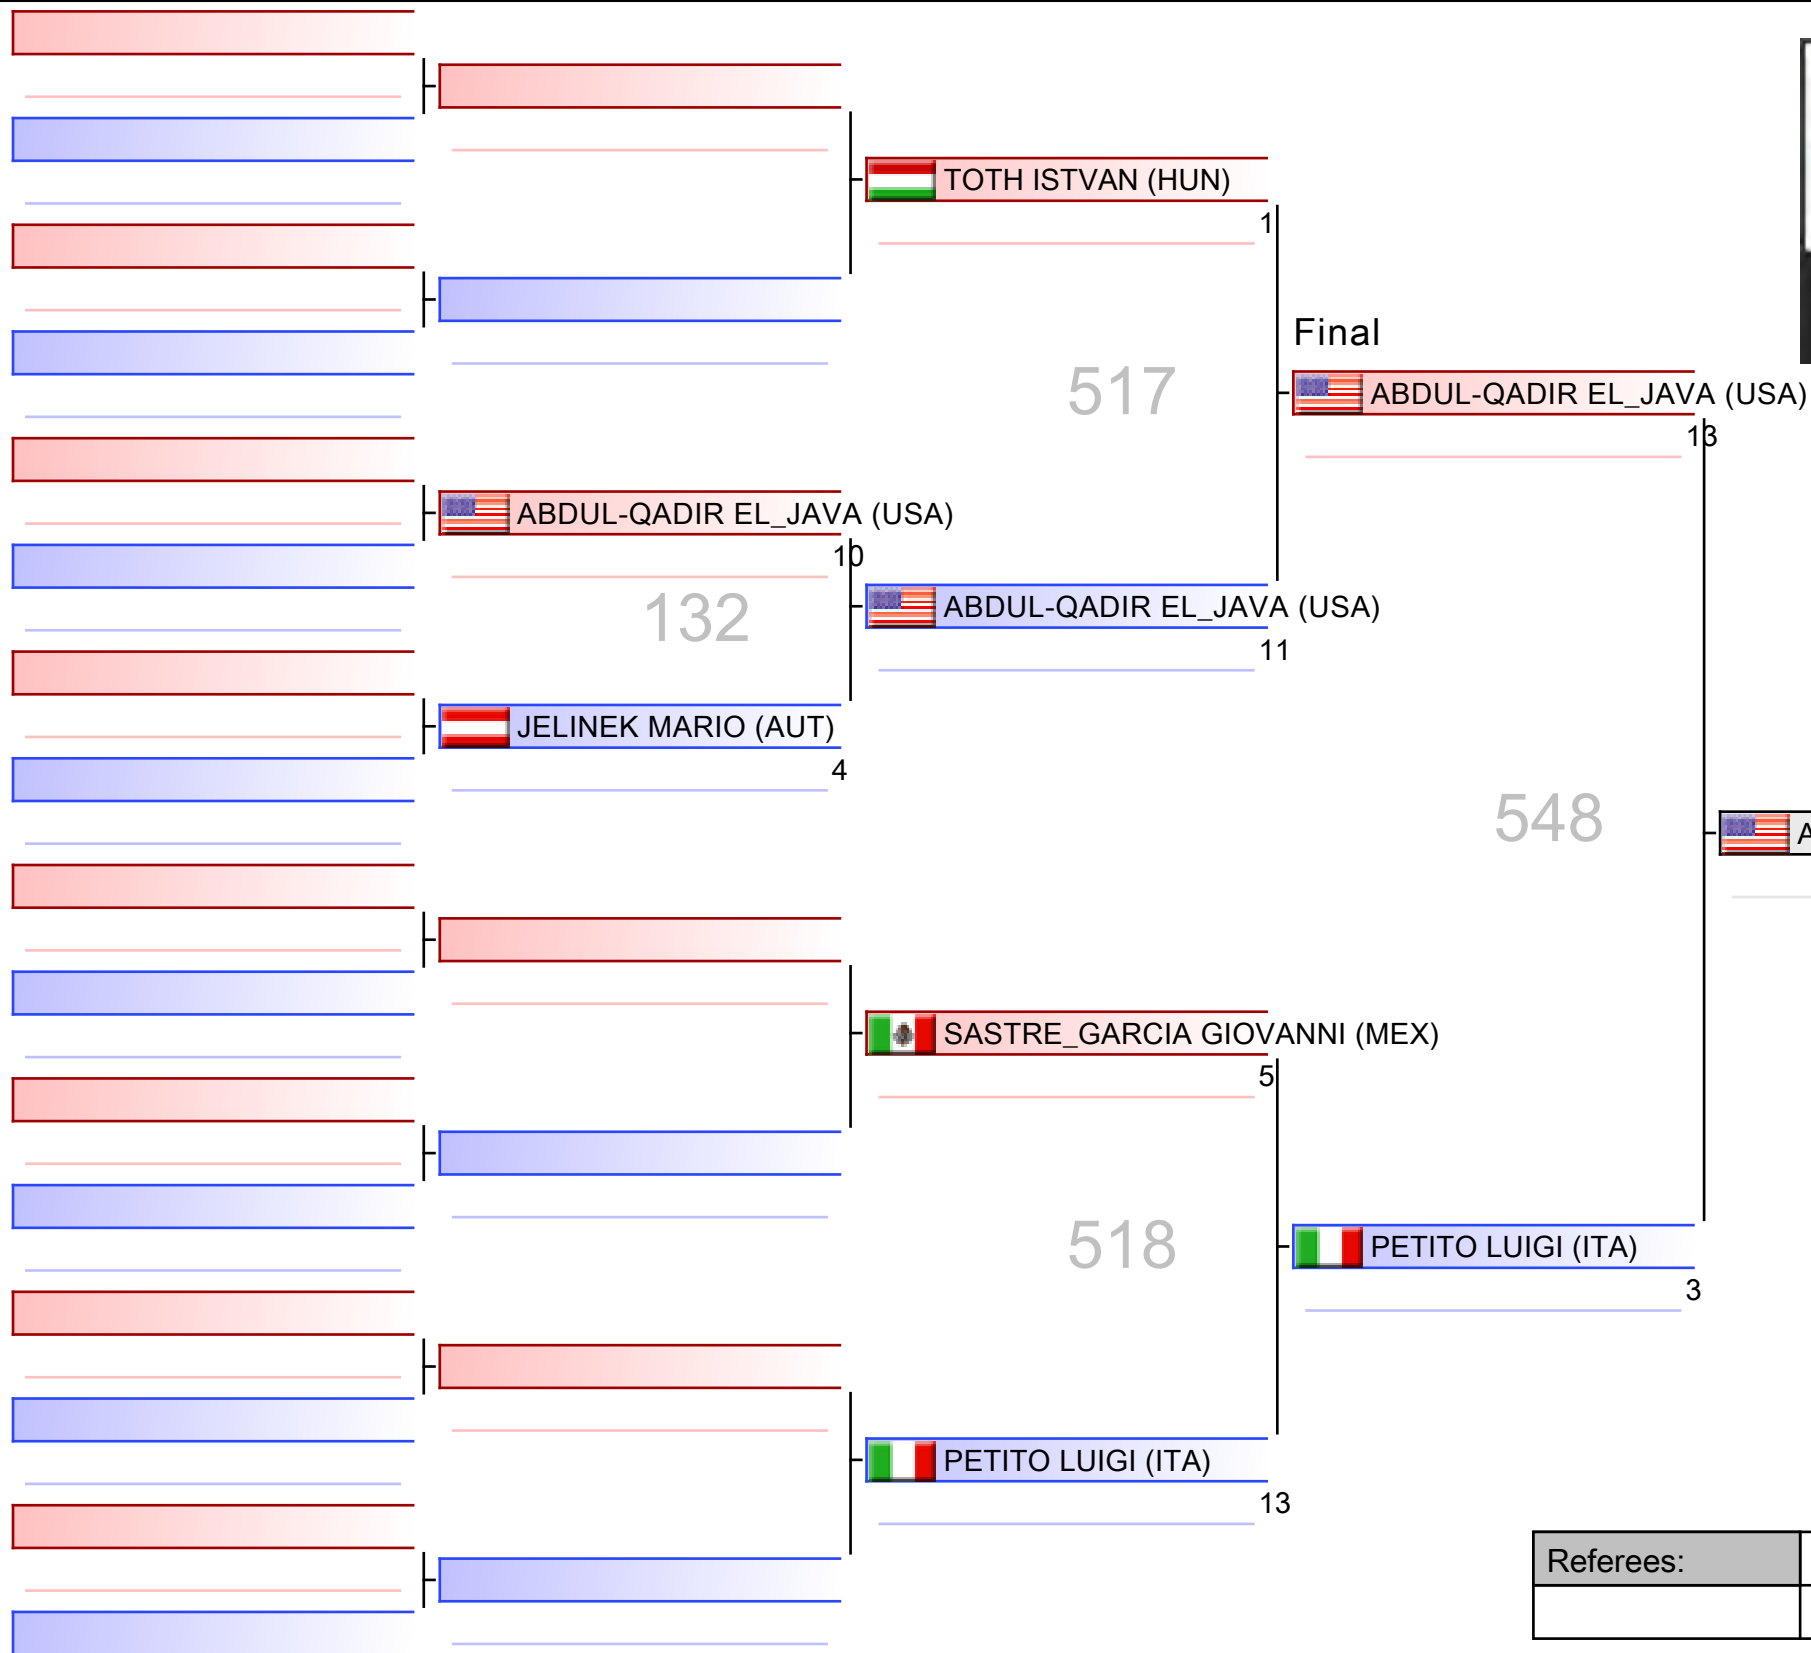 TOTH ISTVAN (HUN)
1
Final
517
ABDUL-QADIR EL_JAVA (USA)
13
ABDUL-QADIR EL_JAVA (USA)
10
132
ABDUL-QADIR EL_JAVA (USA)
11
JELINEK MARIO (AUT)
4
548
A
SASTRE_GARCIA GIOVANNI (MEX)
5
518
PETITO LUIGI (ITA)
3
PETITO LUIGI (ITA)
13
Referees: